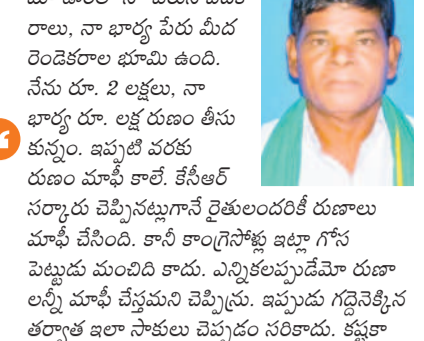 రాలు, నా భార్య పేరు మీద
రెండెకరాల భూమి ఉంది.
నేను రూ. 2 లక్షలు, నా
భార్య రూ. లక్ష రుణం తీసు
కున్నం. ఇప్పటి వరకు
రుణం మాఫీ కాలే. కేసీఆర్
సర్కారు చెప్పినట్లుగానే రైతులందరికీ రుణాలు
మాఫీ చేసింది. కానీ కాంగ్రెసోళ్లు ఇట్లా గోస
పెట్టుడు మంచిది కాదు. ఎన్నికలప్పుడేమో రుణా
లన్నీ మాఫీ చేస్తమని చెప్పిన్రు. ఇప్పుడు గద్దెనెక్కిన
తర్వాత ఇలా సాకులు చెప్పడం సరికాదు. కష్టకా